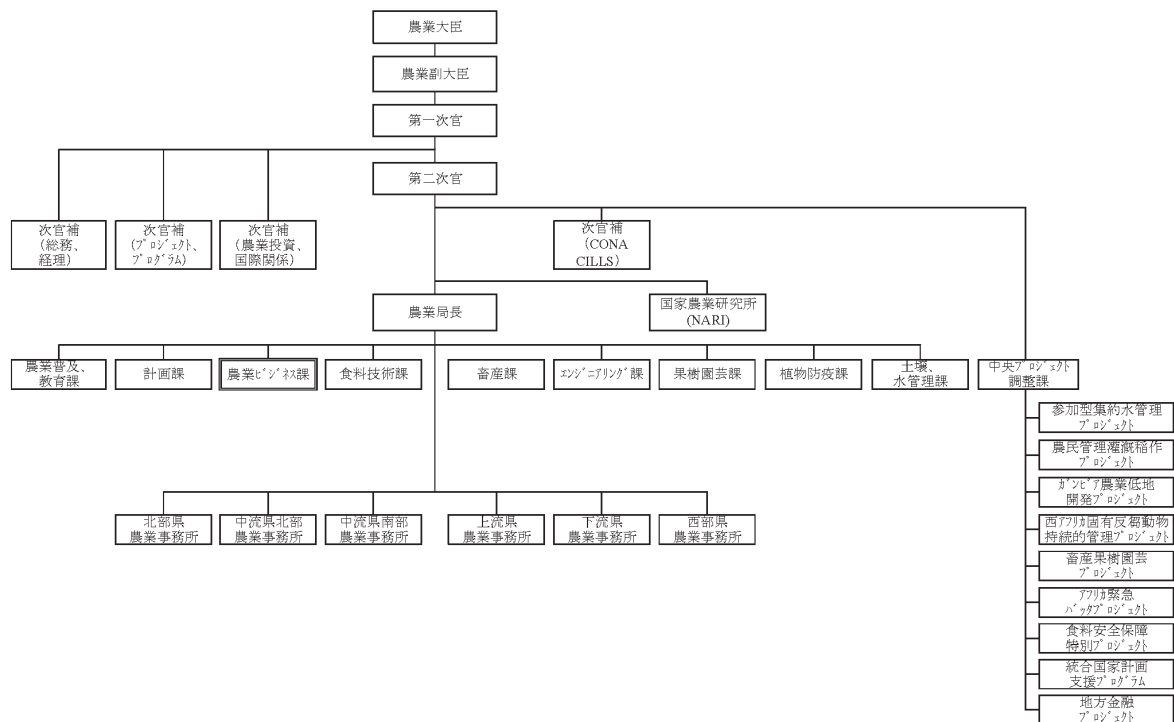 農業大臣
農業副大臣
第一次官
第二次官
次官補
(総務、
経理)
次官補
(ﾌﾟﾛｼﾞｪｸﾄ、
ﾌﾟﾛｸﾞﾗﾑ)
次官補
(農業投資、
国際関係)
次官補
(CONA
CILLS)
農業局長
国家農業研究所
(NARI)
農業普及、
教育課
計画課
農業ﾋﾞｼﾞﾈｽ課
食料技術課
畜産課
ｴﾝｼﾞﾆｱﾘﾝｸﾞ課
果樹園芸課
植物防疫課
土壌、
水管理課
中央ﾌﾟﾛｼﾞｪｸﾄ
調整課
参加型集約水管理
ﾌﾟﾛｼﾞｪｸﾄ
農民管理灌漑稲作
ﾌﾟﾛｼﾞｪｸﾄ
ｶﾞﾝﾋﾞｱ農業低地
開発ﾌﾟﾛｼﾞｪｸﾄ
西ｱﾌﾘｶ固有反芻動物
持続的管理ﾌﾟﾛｼﾞｪｸﾄ
畜産果樹園芸
ﾌﾟﾛｼﾞｪｸﾄ
ｱﾌﾘｶ緊急
ﾊﾞｯﾀﾌﾟﾛｼﾞｪｸﾄ
食料安全保障
特別ﾌﾟﾛｼﾞｪｸﾄ
統合国家計画
支援ﾌﾟﾛｸﾞﾗﾑ
地方金融
ﾌﾟﾛｼﾞｪｸﾄ
北部県
農業事務所
中流県北部
農業事務所
中流県南部
農業事務所
上流県
農業事務所
下流県
農業事務所
西部県
農業事務所